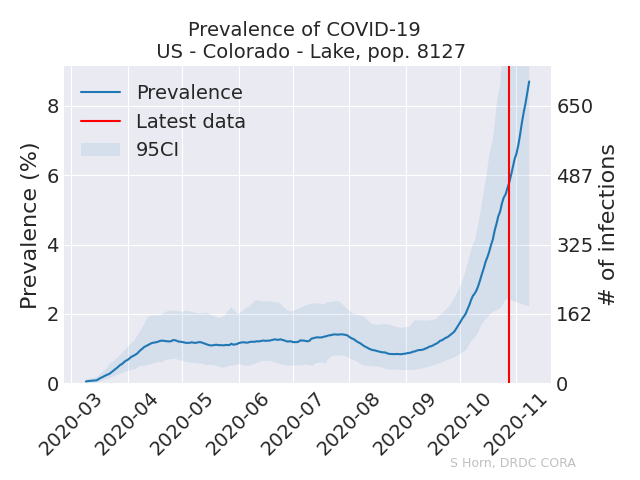 Prevalence of COVID-19
US - Colorado - Lake, pop. 8127
Prevalence
Latest data
95CI
Prevalence (%)
8
6
4
2
0
650
487
325
162
0
# of infections
2020-03
2020-04
2020-05
2020-06
2020-07
2020-08
2020-09
2020-10
2020-11
S Horn, DRDC CORA